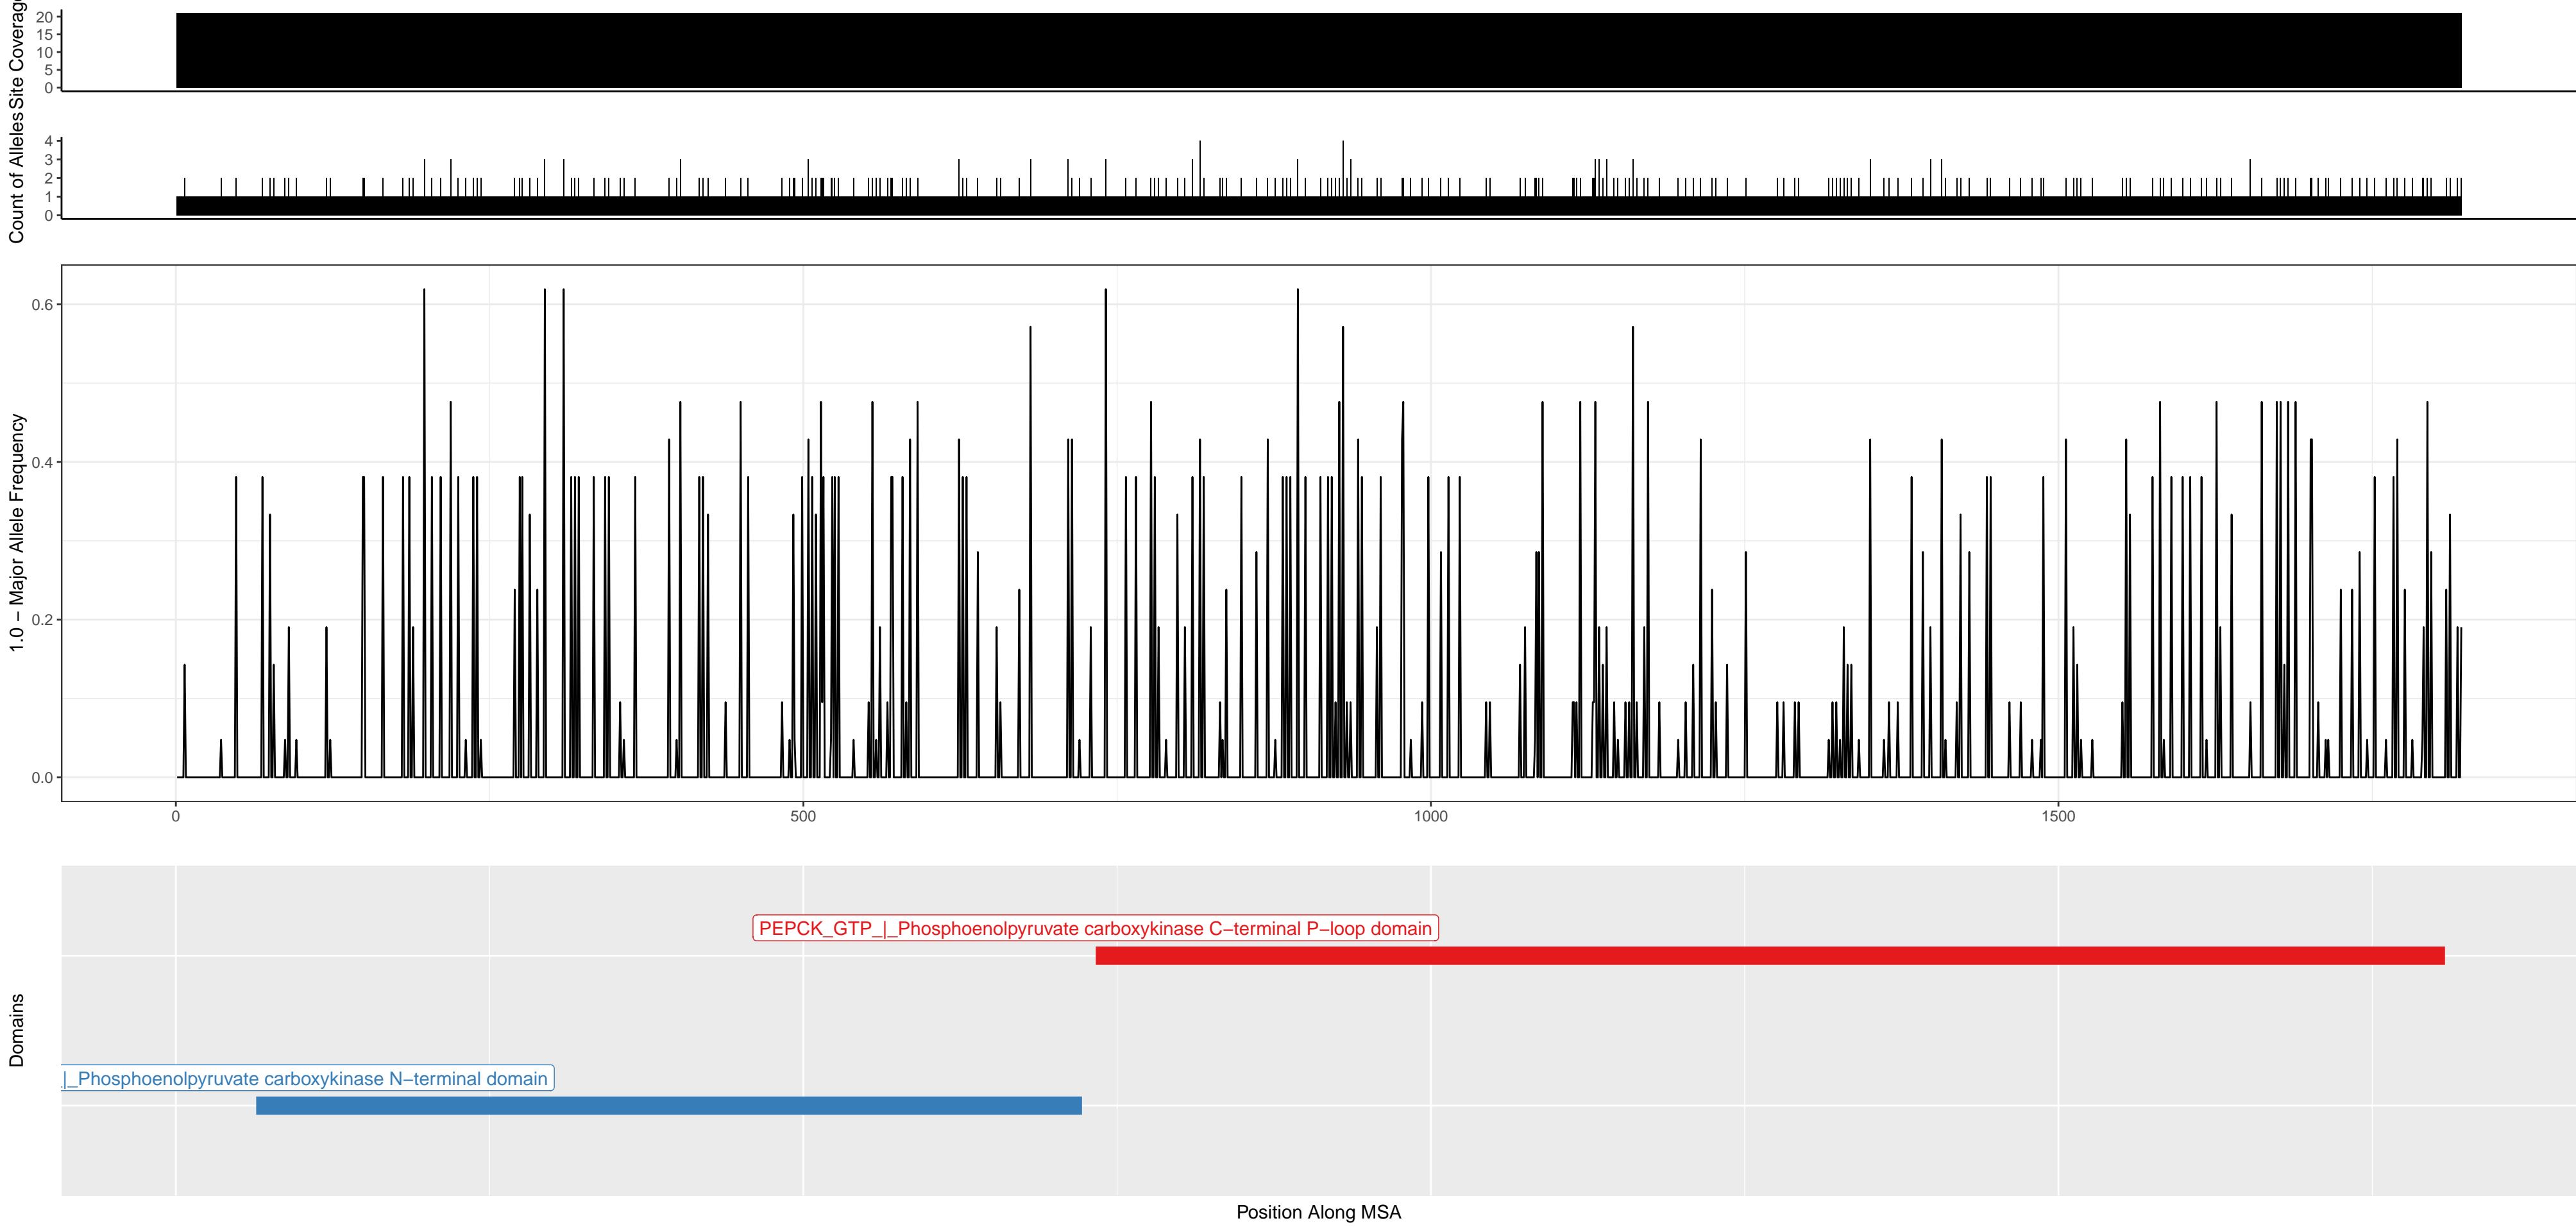 Site Coverag
20
15
10
5
0
Count of Alleles
4
3
2
1
0
1.0 − Major Allele Frequency
0.6
0.4
0.2
0.0
0
500
1000
1500
Domains
PEPCK_GTP_|_Phosphoenolpyruvate carboxykinase C−terminal P−loop domain
|_Phosphoenolpyruvate carboxykinase N−terminal domain
Position Along MSA